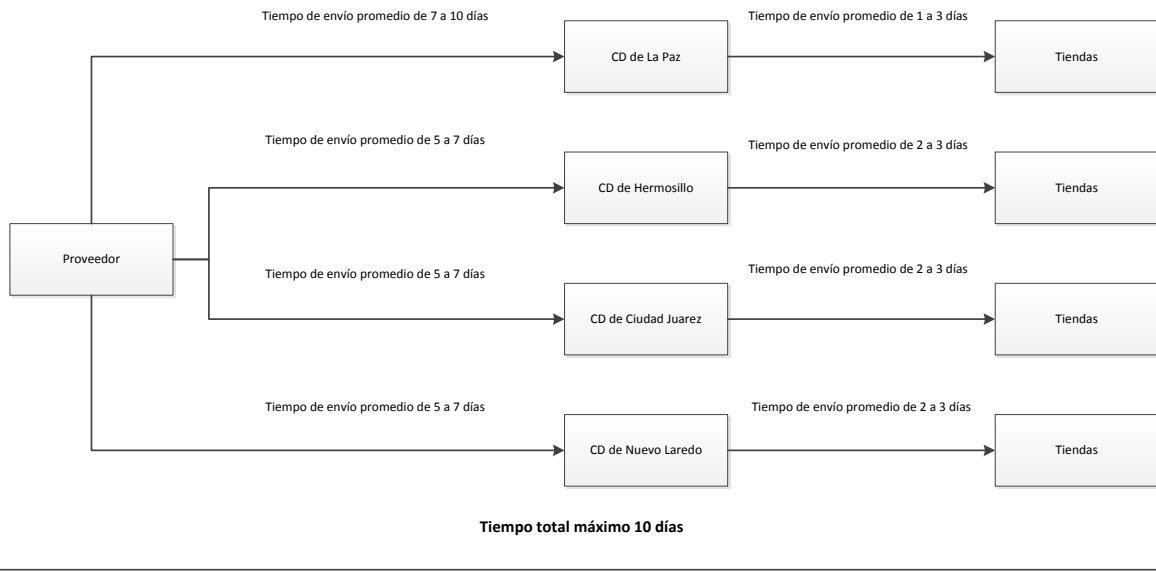 Tiempo de envío promedio de 7 a 10 días
Tiempo de envío promedio de 1 a 3 días
CD de La Paz
Tiendas
Tiempo de envío promedio de 5 a 7 días
Tiempo de envío promedio de 2 a 3 días
CD de Hermosillo
Tiendas
Proveedor
Tiempo de envío promedio de 5 a 7 días
Tiempo de envío promedio de 2 a 3 días
CD de Ciudad Juarez
Tiendas
Tiempo de envío promedio de 5 a 7 días
Tiempo de envío promedio de 2 a 3 días
CD de Nuevo Laredo
Tiendas
Tiempo total máximo 10 días